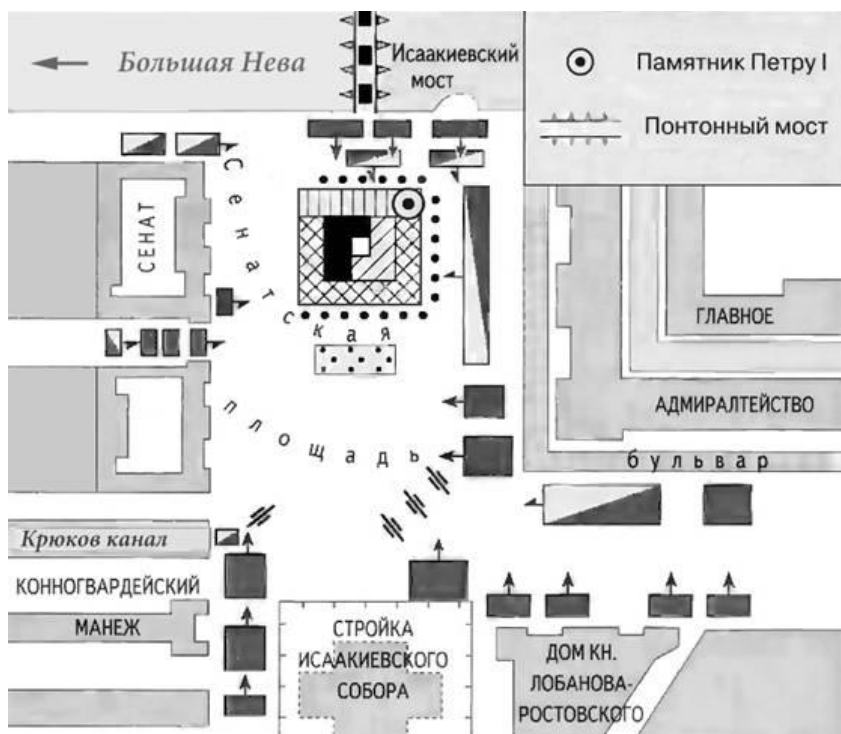 Большая Нева
Исаакиевский
мост
Памятник Петру I
Понтонный мост
Сенатская
площадь
СЕНАТ
ГЛАВНОЕ
АДМИРАЛТЕЙСТВО
бульвар
Крюков канал
КОННОГВАРДЕЙСКИЙ
МАНЕЖ
СТРОЙКА
ИСААКИЕВСКОГО
СОБОРА
ДОМ КН.
ЛОБАНОВА-
РОСТОВСКОГО